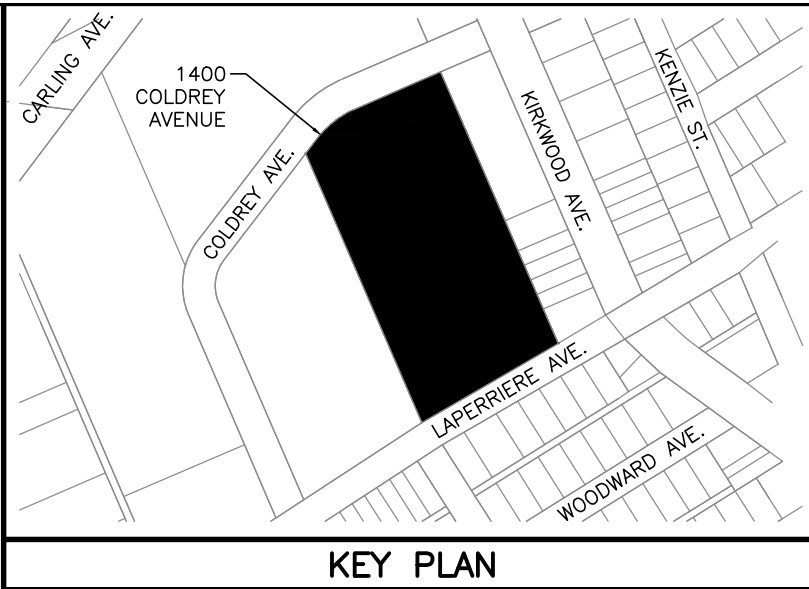 CARLING AVE.
1400
COLDREY
AVENUE
COLDREY AVE.
KIRKWOOD AVE.
KENZIE ST.
LAPERRIERE AVE.
WOODWARD AVE.
KEY PLAN